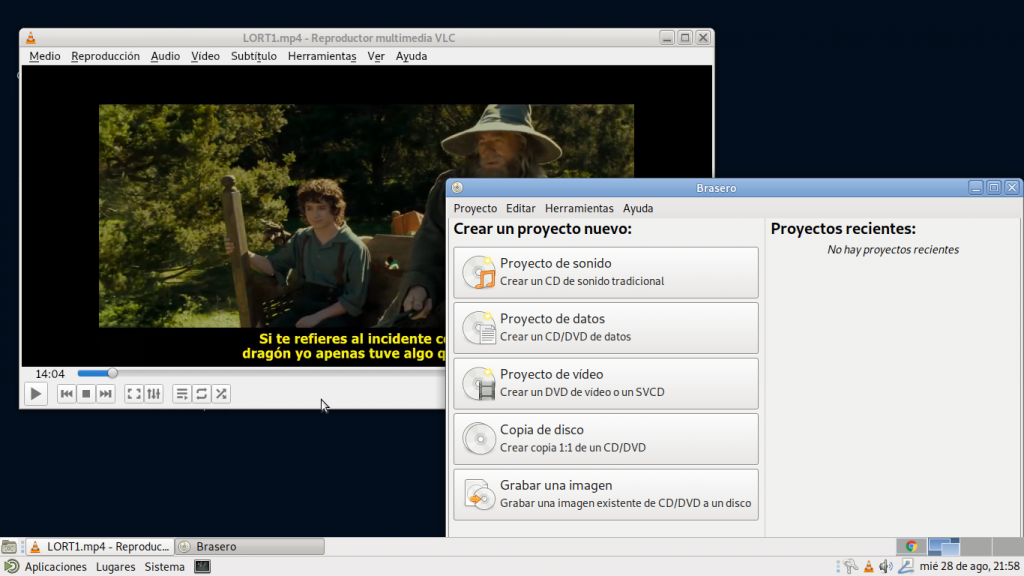 LORT1.mp4 - Reproductor multimedia VLC
Medio Reproducción Audio Vídeo Subtítulo Herramientas Ver Ayuda
Si te refieres al incidente
dragón yo apenas tuve algo
14:04
Brasero
Proyecto Editar Herramientas Ayuda
Crear un proyecto nuevo:
Proyecto de sonido
Crear un CD de sonido tradicional
Proyecto de datos
Crear un CD/DVD de datos
Proyecto de vídeo
Crear un DVD de vídeo o un SVCD
Copia de disco
Crear copia 1:1 de un CD/DVD
Grabar una imagen
Grabar una imagen existente de CD/DVD a un disco
Proyectos recientes:
No hay proyectos recientes
LORT1.mp4 - Reproduc... Brasero
Aplicaciones Lugares Sistema mié 28 de ago, 21:58